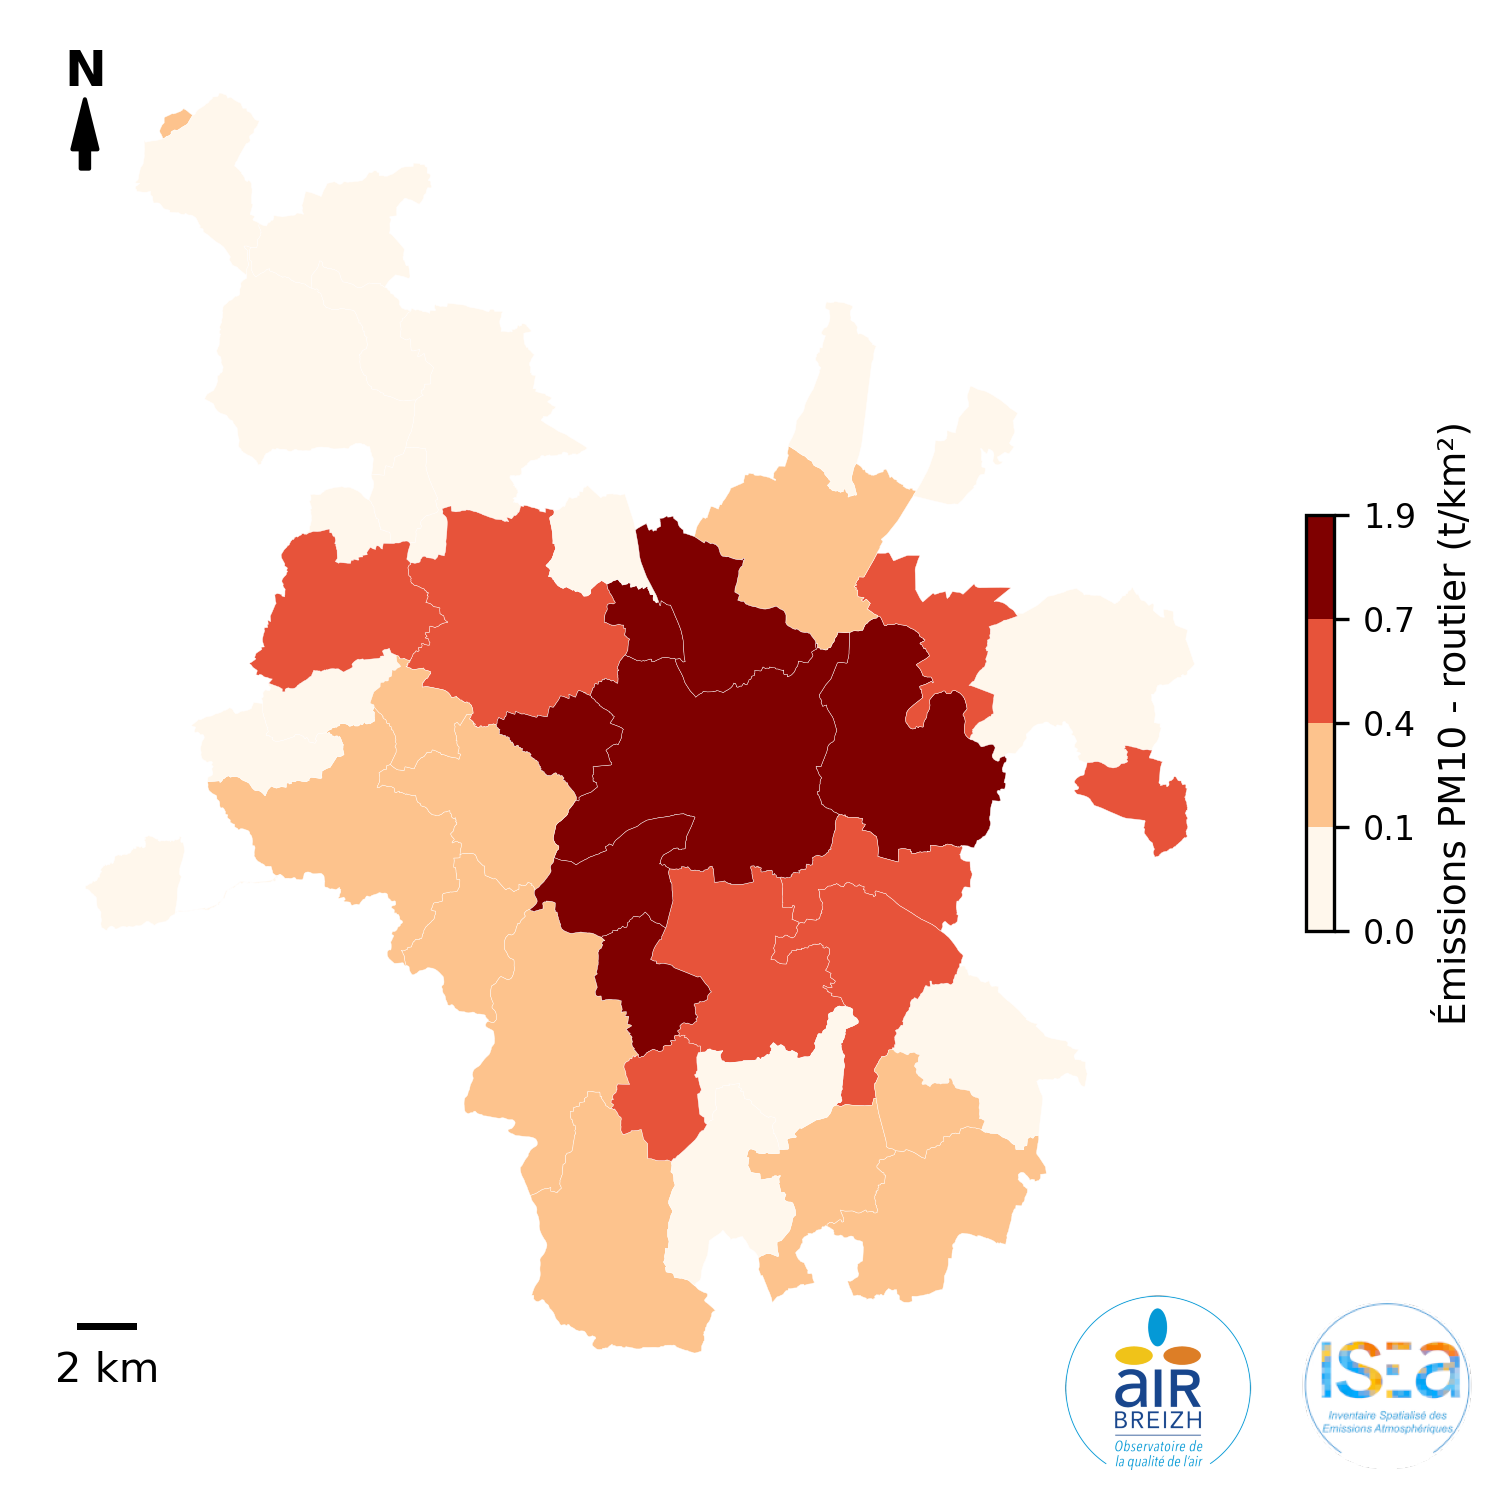 N
1.9
0.7
0.4
0.1
0.0
Émissions PM10 - routier (t/km²)
2 km
aiR
BREIZH
Observatoire de
la qualité de l'air
ISEa
Inventaire Spatialisé des
Emissions Atmosphériques